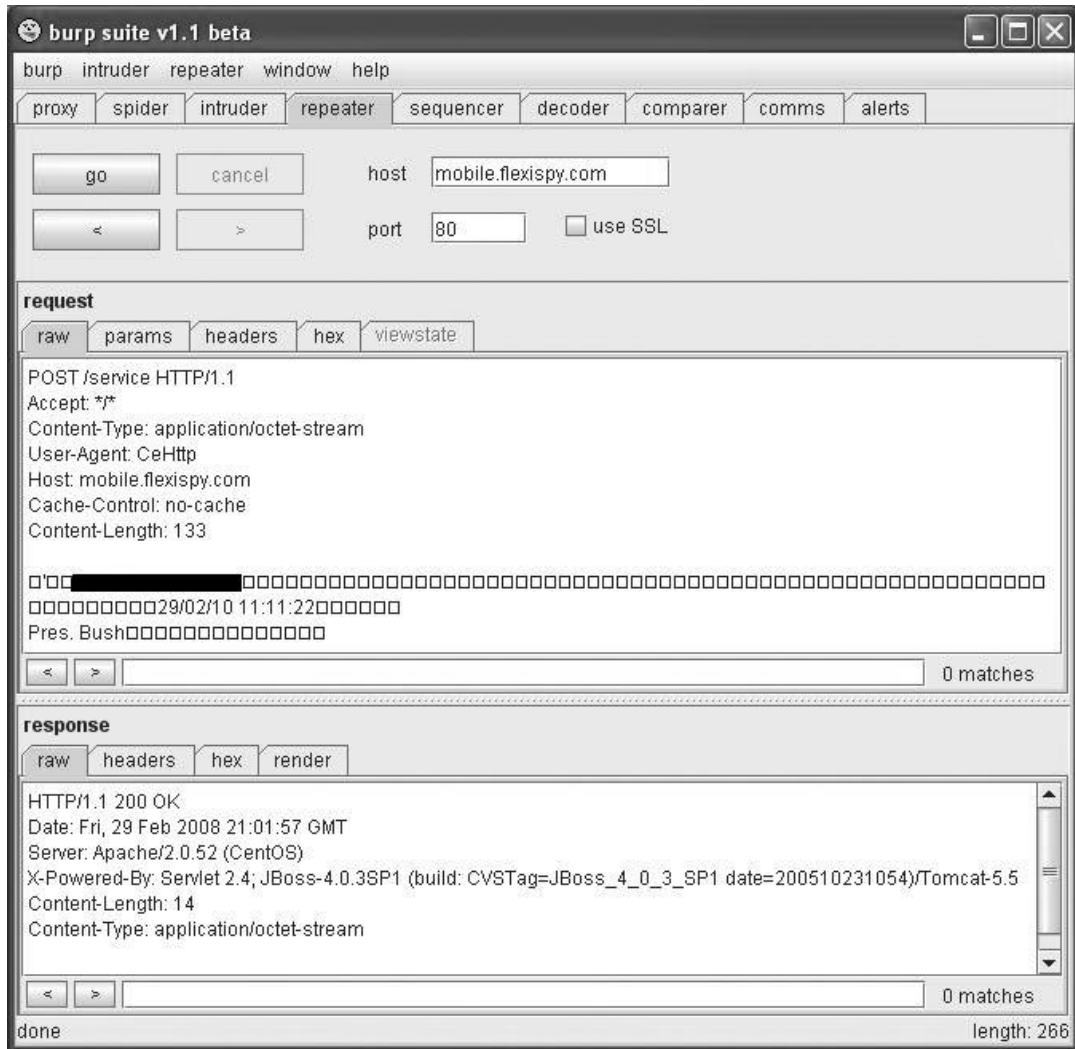 burp suite v1.1 beta
burp intruder repeater window help
proxy spider intruder repeater sequencer decoder comparer comms alerts
go cancel host mobile.flexispy.com
< > port 80 use SSL
request
raw params headers hex viewstate
POST /service HTTP/1.1
Accept: */*
Content-Type: application/octet-stream
User-Agent: CeHttp
Host: mobile.flexispy.com
Cache-Control: no-cache
Content-Length: 133
□'□□ □□□□□□□□□□□□□□□□□□□□□□□□□□□□□□□□□□□□□□□□□□□□
□□□□□□□□□29/02/10 11:11:22□□□□□□
Pres. Bush□□□□□□□□□□□□□□
< > 0 matches
response
raw headers hex render
HTTP/1.1 200 OK
Date: Fri, 29 Feb 2008 21:01:57 GMT
Server: Apache/2.0.52 (CentOS)
X-Powered-By: Servlet 2.4; JBoss-4.0.3SP1 (build: CVSTag=JBoss_4_0_3_SP1 date=200510231054)/Tomcat-5.5
Content-Length: 14
Content-Type: application/octet-stream
< > 0 matches
done length: 266